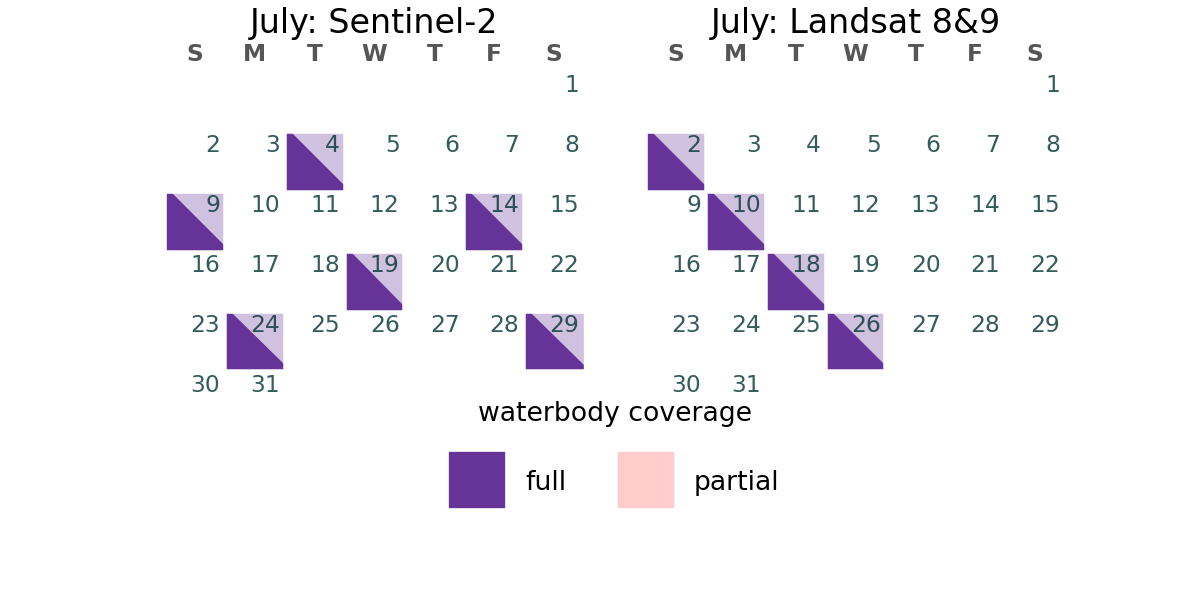 July: Sentinel-2
S M T W T F S
1
2 3 4 5 6 7 8
9 10 11 12 13 14 15
16 17 18 19 20 21 22
23 24 25 26 27 28 29
30 31
July: Landsat 8&9
S M T W T F S
1
2 3 4 5 6 7 8
9 10 11 12 13 14 15
16 17 18 19 20 21 22
23 24 25 26 27 28 29
30 31
waterbody coverage
full partial